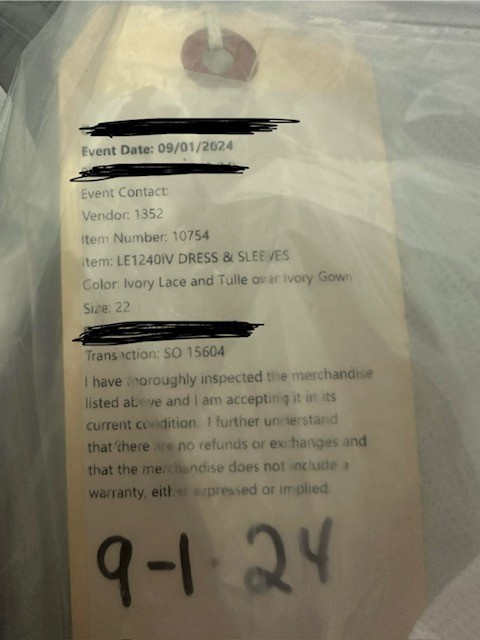 Event Date: 09/01/2024
Event Contact:
Vendor: 1352
Item Number: 10754
Item: LE1240IV DRESS & SLEEVES
Color: Ivory Lace and Tulle over Ivory Gown
Size: 22
Transaction: SO 15604
I have thoroughly inspected the merchandise
listed above and I am accepting it in its
current condition. I further understand
that there are no refunds or exchanges and
that the merchandise does not include a
warranty, either expressed or implied.
9-1-24